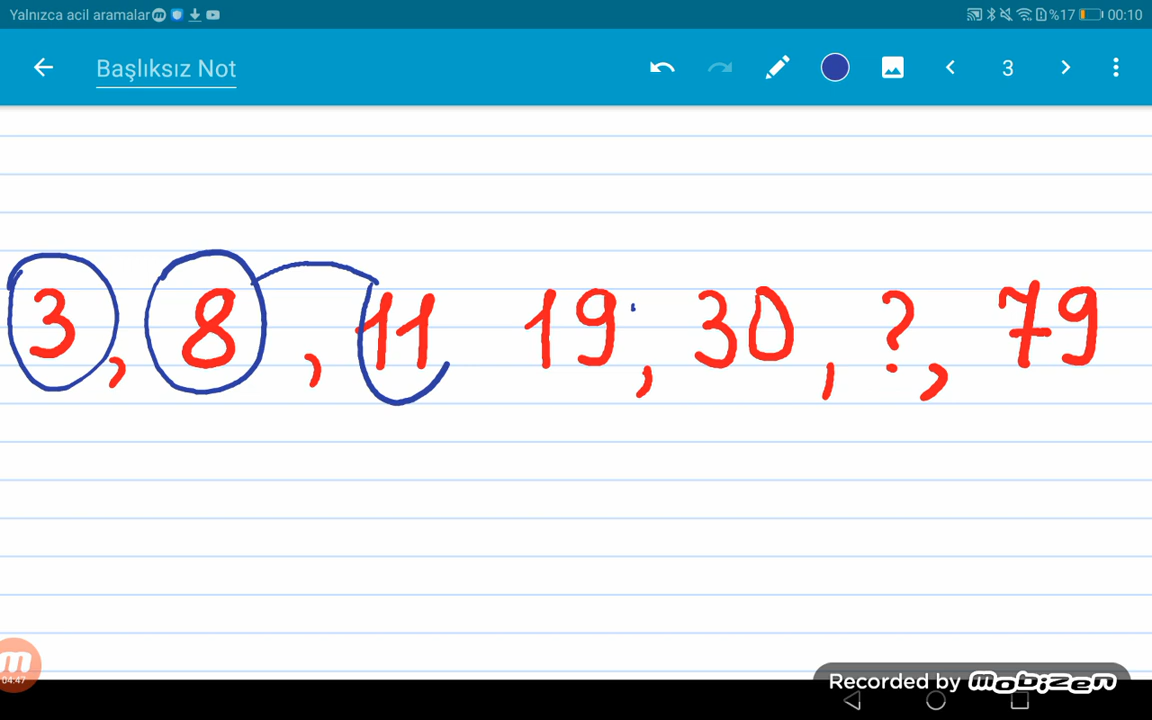 Yalnızca acil aramalar %17 00:10
Başlıksız Not 3
3, 8, 11 19, 30, ?, 79
04:47
Recorded by mobizen